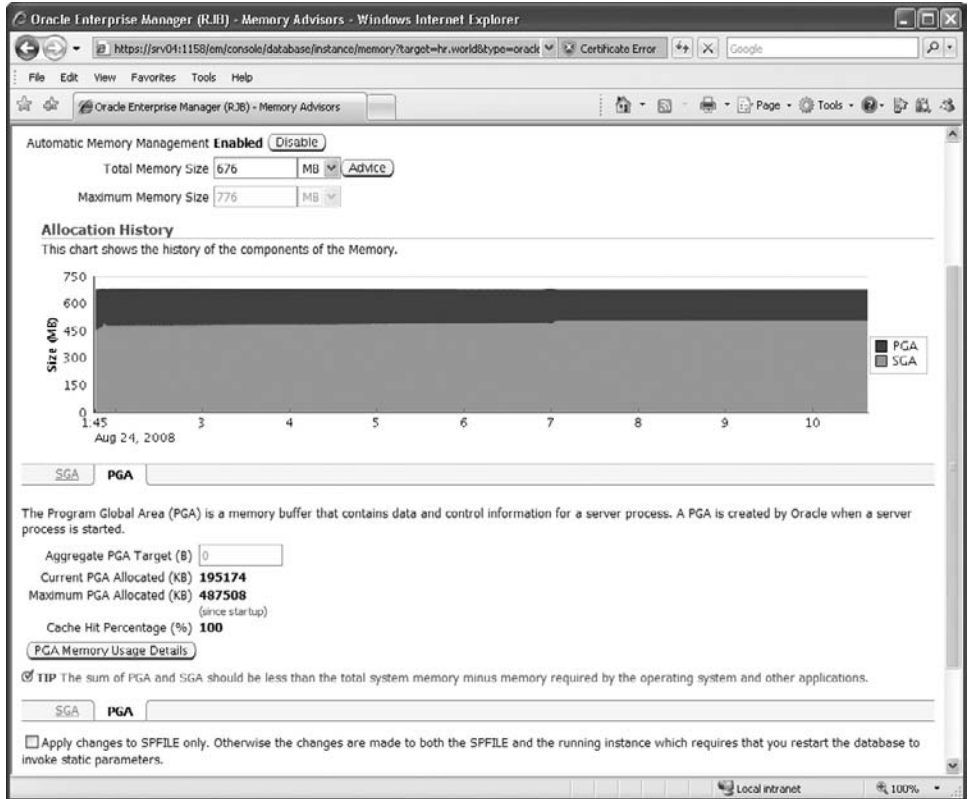 Oracle Enterprise Manager (RJB) - Memory Advisors - Windows Internet Explorer
https://srv04:1158/em/console/database/instance/memory?target=hr.world&type=orack
Certificate Error
Google
File Edit View Favorites Tools Help
Oracle Enterprise Manager (RJB) - Memory Advisors
Page Tools
Automatic Memory Management Enabled Disable
Total Memory Size 676 MB Advice
Maximum Memory Size 776 MB
Allocation History
This chart shows the history of the components of the Memory.
750
600
450
300
150
0
Size (MB)
1:45 3 4 5 6 7 8 9 10
Aug 24, 2008
PGA
SGA
SGA PGA
The Program Global Area (PGA) is a memory buffer that contains data and control information for a server process. A PGA is created by Oracle when a server
process is started.
Aggregate PGA Target (B) 0
Current PGA Allocated (KB) 195174
Maximum PGA Allocated (KB) 487508
(since startup)
Cache Hit Percentage (%) 100
PGA Memory Usage Details
TIP The sum of PGA and SGA should be less than the total system memory minus memory required by the operating system and other applications.
SGA PGA
Apply changes to SPFILE only. Otherwise the changes are made to both the SPFILE and the running instance which requires that you restart the database to
invoke static parameters.
Local intranet 100%